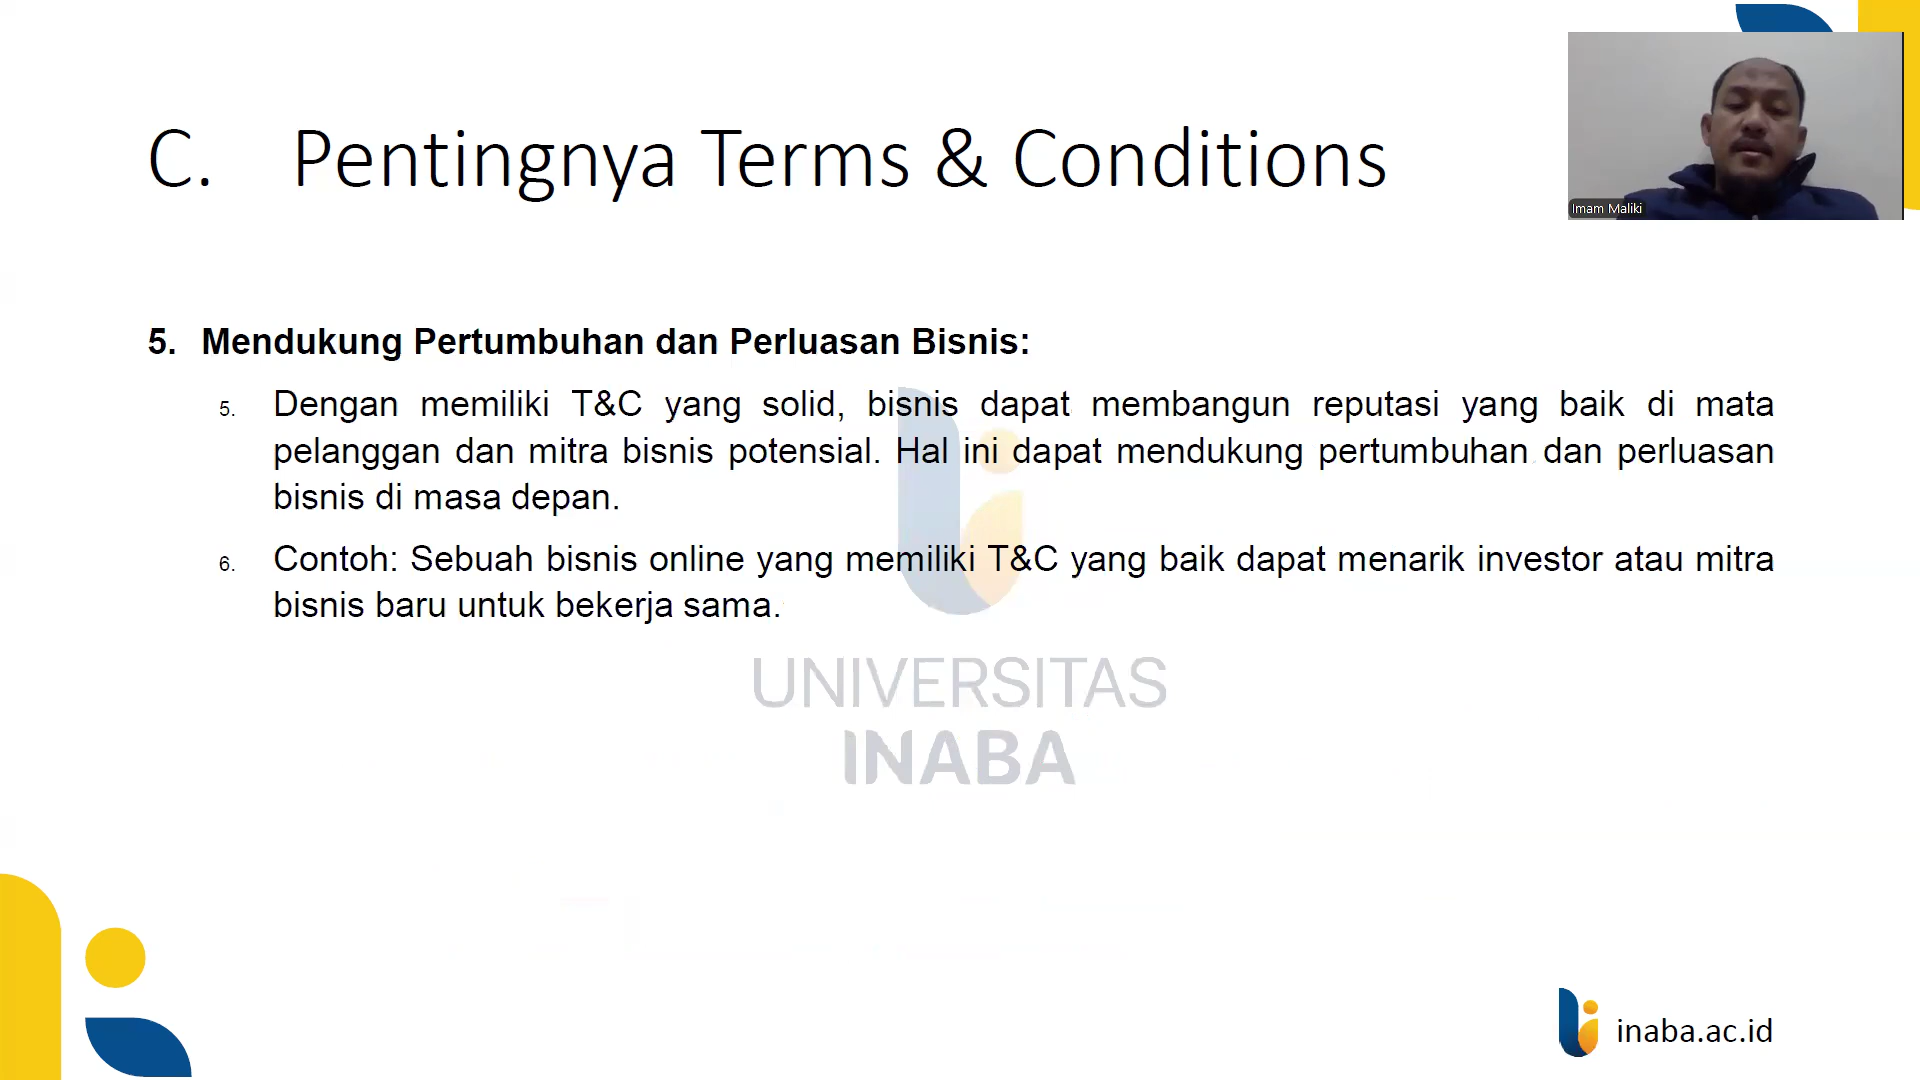 C. Pentingnya Terms & Conditions
Imam Maliki
5. Mendukung Pertumbuhan dan Perluasan Bisnis:
5. Dengan memiliki T&C yang solid, bisnis dapat membangun reputasi yang baik di mata
pelanggan dan mitra bisnis potensial. Hal ini dapat mendukung pertumbuhan dan perluasan
bisnis di masa depan.
6. Contoh: Sebuah bisnis online yang memiliki T&C yang baik dapat menarik investor atau mitra
bisnis baru untuk bekerja sama.
UNIVERSITAS
INABA
inaba.ac.id